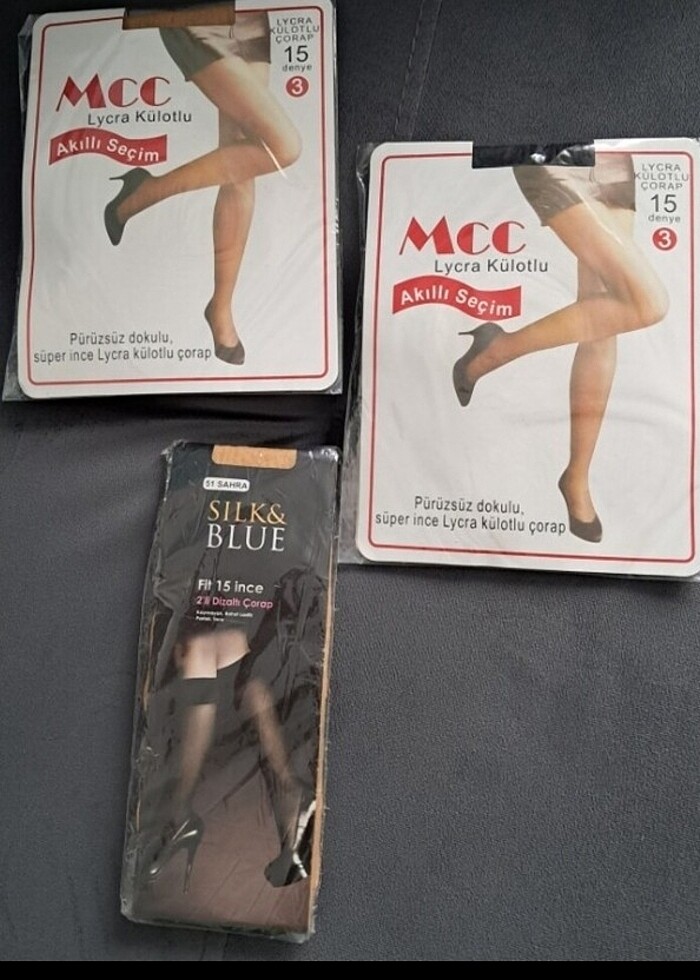 LYCRA
KÜLOTLU
ÇORAP
15
denye
3
MCC
Lycra Külotlu
Akıllı Seçim
Pürüzsüz dokulu,
süper ince Lycra külotlu çorap
LYCRA
KÜLOTLU
ÇORAP
15
denye
3
MCC
Lycra Külotlu
Akıllı Seçim
Pürüzsüz dokulu,
süper ince Lycra külotlu çorap
51 SAHRA
SILK&
BLUE
Fit 15 ince
2'li Dizaltı Çorap